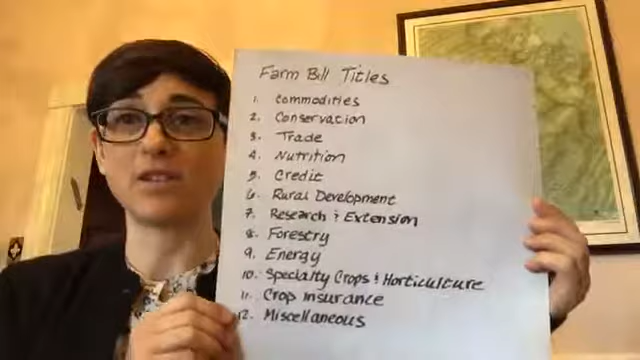 Farm Bill Titles
1. Commodities
2. Conservation
3. Trade
4. Nutrition
5. Credit
6. Rural Development
7. Research & Extension
8. Forestry
9. Energy
10. Specialty Crops & Horticulture
11. Crop Insurance
12. Miscellaneous